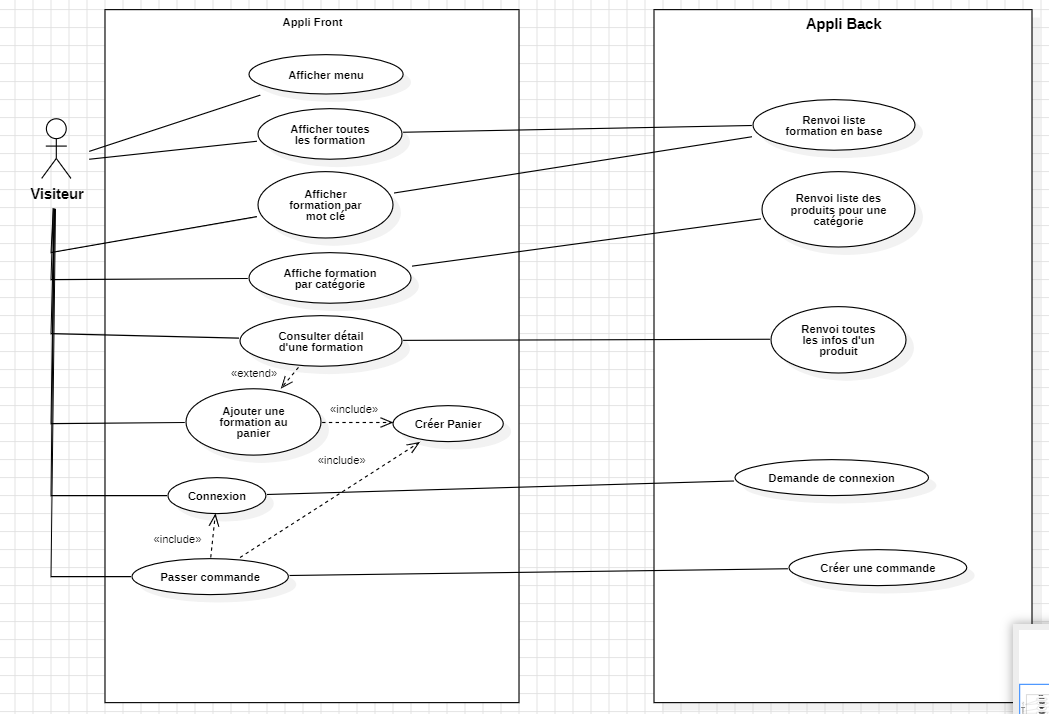 Appli Front
Appli Back
Afficher menu
Afficher toutes
les formation
Renvoi liste
formation en base
Visiteur
Afficher
formation par
mot clé
Renvoi liste des
produits pour une
catégorie
Affiche formation
par catégorie
Consulter détail
d'une formation
Renvoi toutes
les infos d'un
produit
«extend»
Ajouter une
formation au
panier
«include»
Créer Panier
«include»
Connexion
Demande de connexion
«include»
Passer commande
Créer une commande